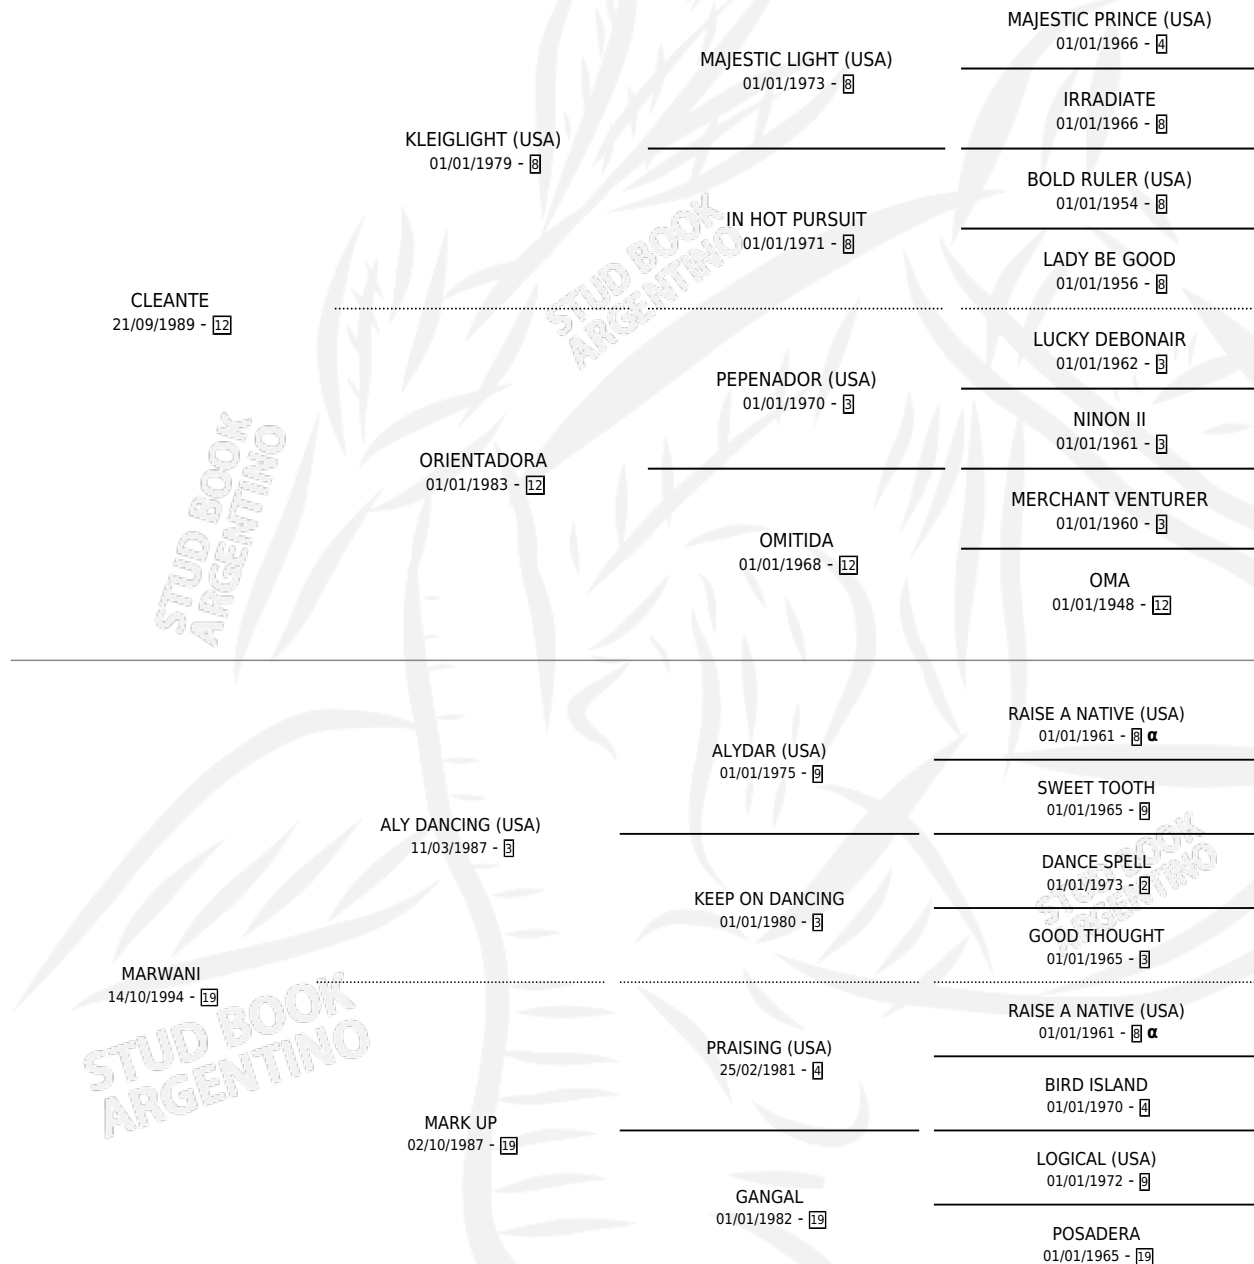 MAJESTIC PRINCE (USA)
01/01/1966 - 4
MAJESTIC LIGHT (USA)
01/01/1973 - 8
IRRADIATE
01/01/1966 - 8
KLEIGLIGHT (USA)
01/01/1979 - 8
BOLD RULER (USA)
01/01/1954 - 8
IN HOT PURSUIT
01/01/1971 - 8
LADY BE GOOD
01/01/1956 - 8
STUD BOOK
ARGENTINO
CLEANTE
21/09/1989 - 12
LUCKY DEBONAIR
01/01/1962 - 3
PEPENADOR (USA)
01/01/1970 - 3
NINON II
01/01/1961 - 3
ORIENTADORA
01/01/1983 - 12
MERCHANT VENTURER
01/01/1960 - 3
OMITIDA
01/01/1968 - 12
OMA
01/01/1948 - 12
STUD BOOK
ARGENTINO
RAISE A NATIVE (USA)
01/01/1961 - 8 α
ALYDAR (USA)
01/01/1975 - 9
SWEET TOOTH
01/01/1965 - 9
ALY DANCING (USA)
11/03/1987 - 3
DANCE SPELL
01/01/1973 - 2
KEEP ON DANCING
01/01/1980 - 3
GOOD THOUGHT
01/01/1965 - 3
STUD BOOK
ARGENTINO
MARWANI
14/10/1994 - 19
RAISE A NATIVE (USA)
01/01/1961 - 8 α
PRAISING (USA)
25/02/1981 - 4
BIRD ISLAND
01/01/1970 - 4
STUD BOOK
ARGENTINO
MARK UP
02/10/1987 - 19
LOGICAL (USA)
01/01/1972 - 9
GANGAL
01/01/1982 - 19
POSADERA
01/01/1965 - 19